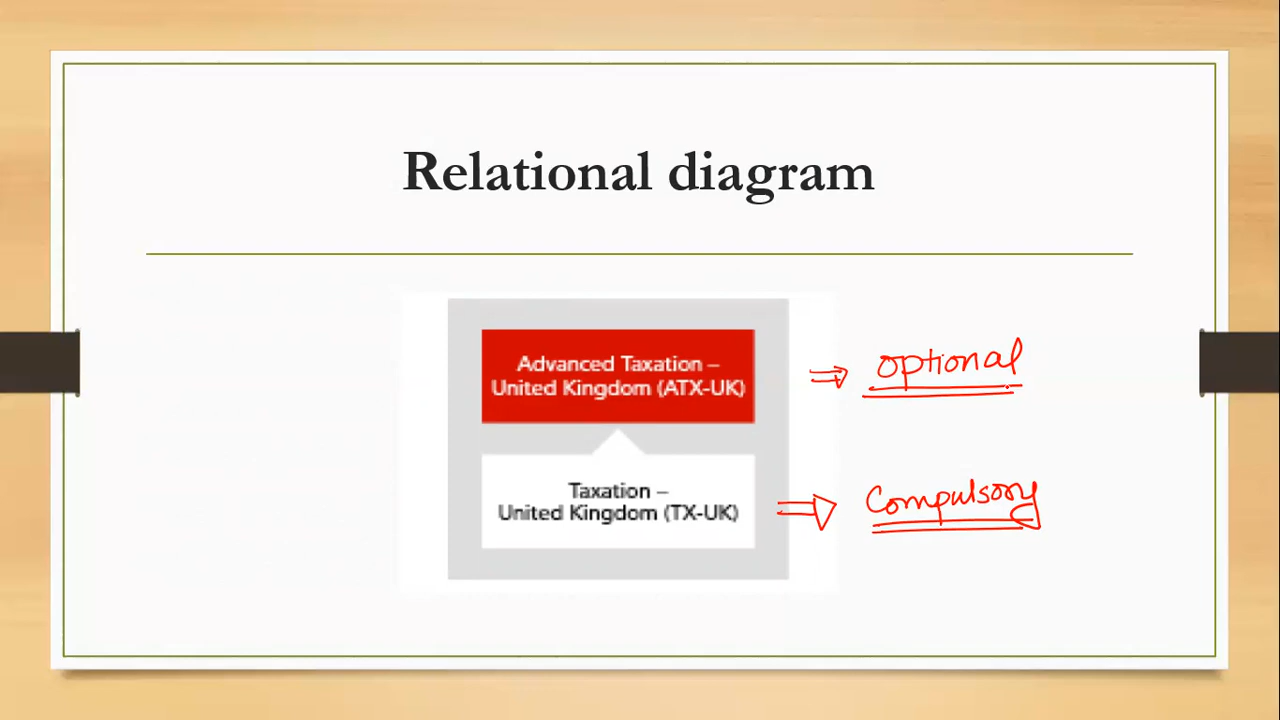 Relational diagram
Advanced Taxation –
United Kingdom (ATX-UK)
optional
Taxation –
United Kingdom (TX-UK)
Compulsory